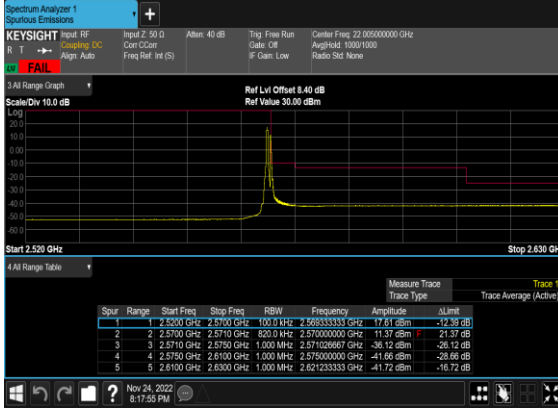 Spectrum Analyzer 1
Spurious Emissions
+
KEYSIGHT Input: RF Input Z: 50 Ω Atten: 40 dB Trig: Free Run Center Freq: 22.005000000 GHz
R T Coupling: DC Corr CCorr Gate: Off Avg|Hold: 1000/1000
Align: Auto Freq Ref: Int (S) IF Gain: Low Radio Std: None
FAIL
3.All Range Graph
Ref Lvl Offset 8.40 dB
Scale/Div 10.0 dB Ref Value 30.00 dBm
Log
20.0
10.0
0.00
-10.0
-20.0
-30.0
-40.0
-50.0
-60.0
Start 2.520 GHz Stop 2.630 GH
4.All Range Table
Measure Trace Trace 1
Trace Type Trace Average (Active)
Spur Range Start Freq Stop Freq RBW Frequency Amplitude ΔLimit
1 1 2.5200 GHz 2.5700 GHz 100.0 kHz 2.569333333 GHz 17.61 dBm -12.39 dB
2 2 2.5700 GHz 2.5710 GHz 820.0 kHz 2.570000000 GHz 11.37 dBm F 21.37 dB
3 3 2.5710 GHz 2.5750 GHz 1.000 MHz 2.571026667 GHz -36.12 dBm -26.12 dB
4 4 2.5750 GHz 2.6100 GHz 1.000 MHz 2.575000000 GHz -41.66 dBm -28.66 dB
5 5 2.6100 GHz 2.6300 GHz 1.000 MHz 2.621233333 GHz -41.72 dBm -16.72 dB
? Nov 24, 2022
8:17:55 PM